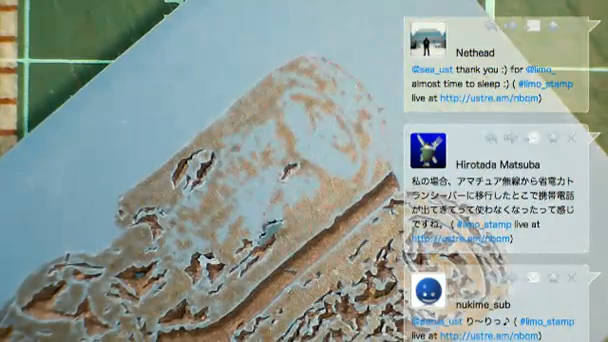 Nethead
@sea_ust thank you :) for @limo_
almost time to sleep :) ( #limo_stamp
live at http://ustre.am/nbqm)
Hirotada Matsuba
私の場合、アマチュア無線から省電力ト
ランシーバーに移行したとこで携帯電話
が出てきてって使わなくなったって感じ
ですね。 ( #limo_stamp live at
http://ustre.am/nbqm)
nukime_sub
り〜りっ♪ ( #limo_stamp
live at http://ustre.am/nbqm)